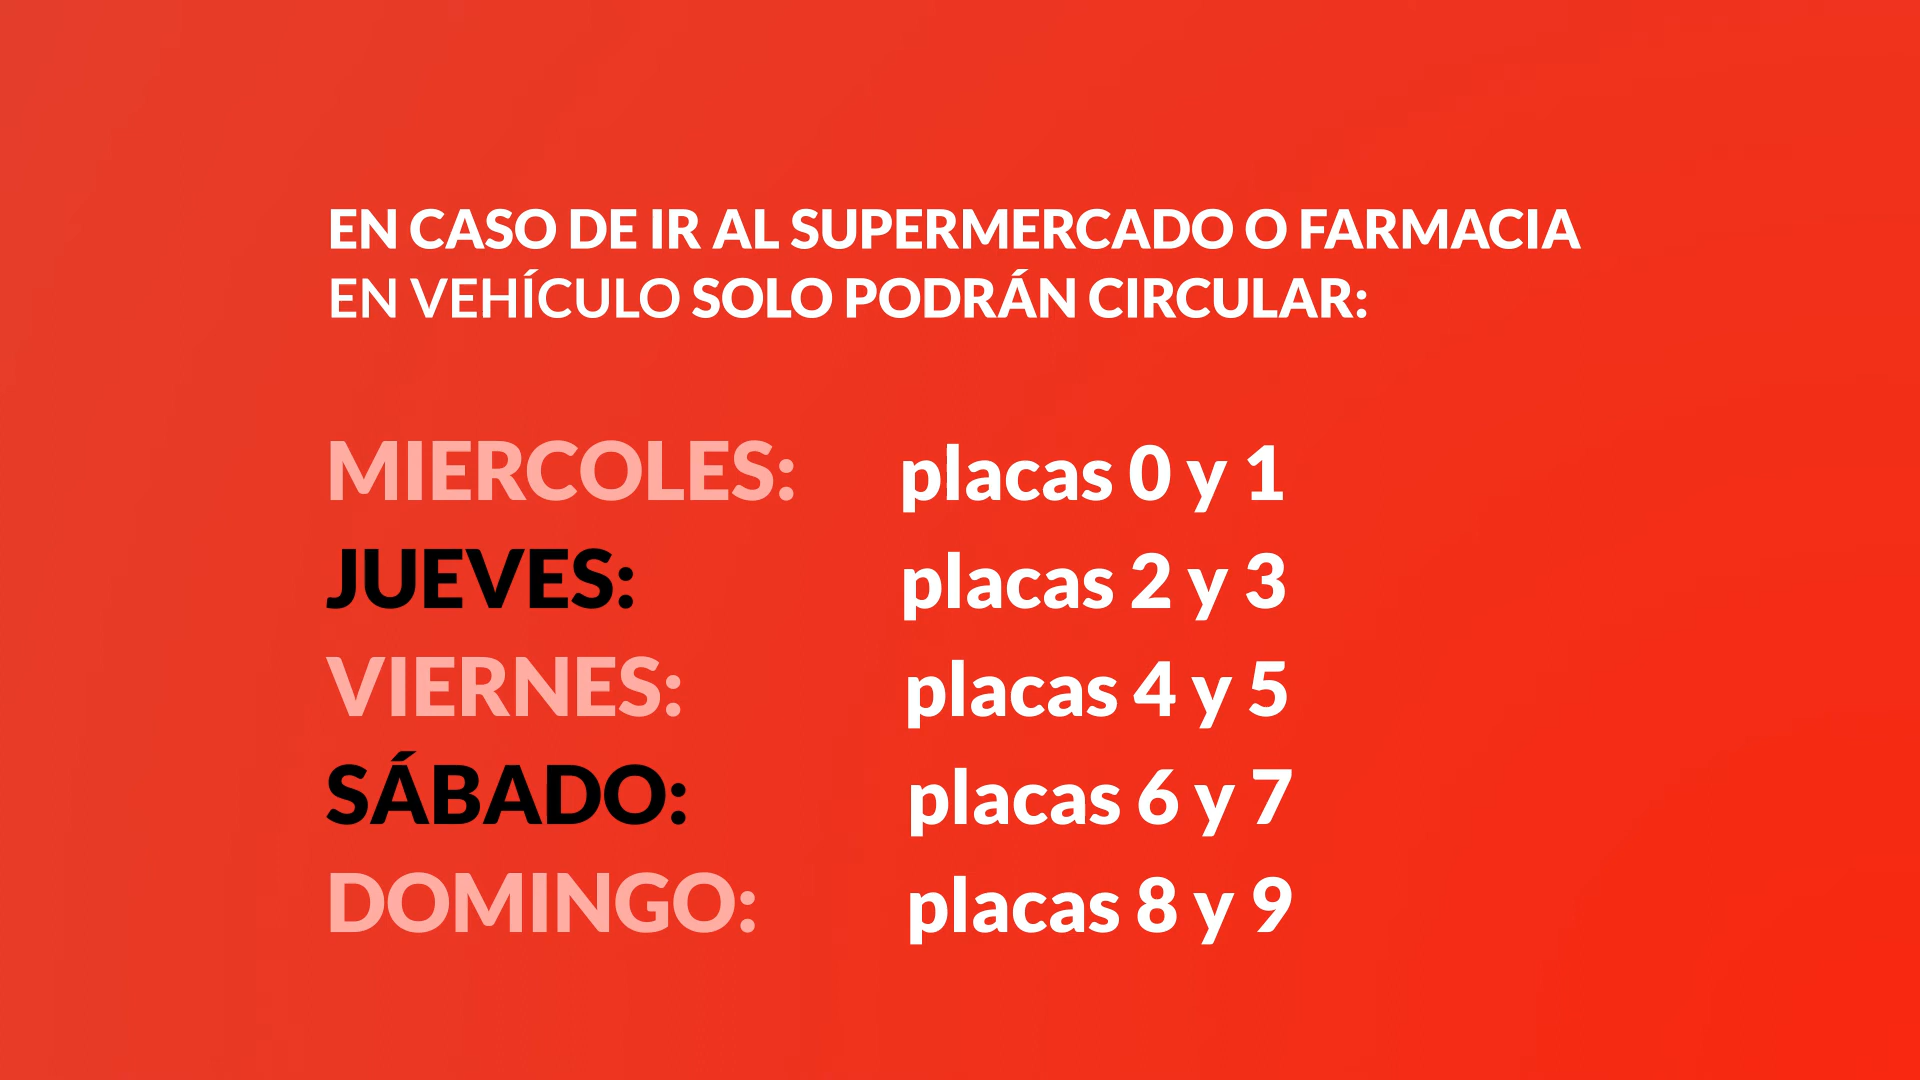 EN CASO DE IR AL SUPERMERCADO O FARMACIA
EN VEHÍCULO SOLO PODRÁN CIRCULAR:
MIERCOLES: placas 0 y 1
JUEVES: placas 2 y 3
VIERNES: placas 4 y 5
SÁBADO: placas 6 y 7
DOMINGO: placas 8 y 9